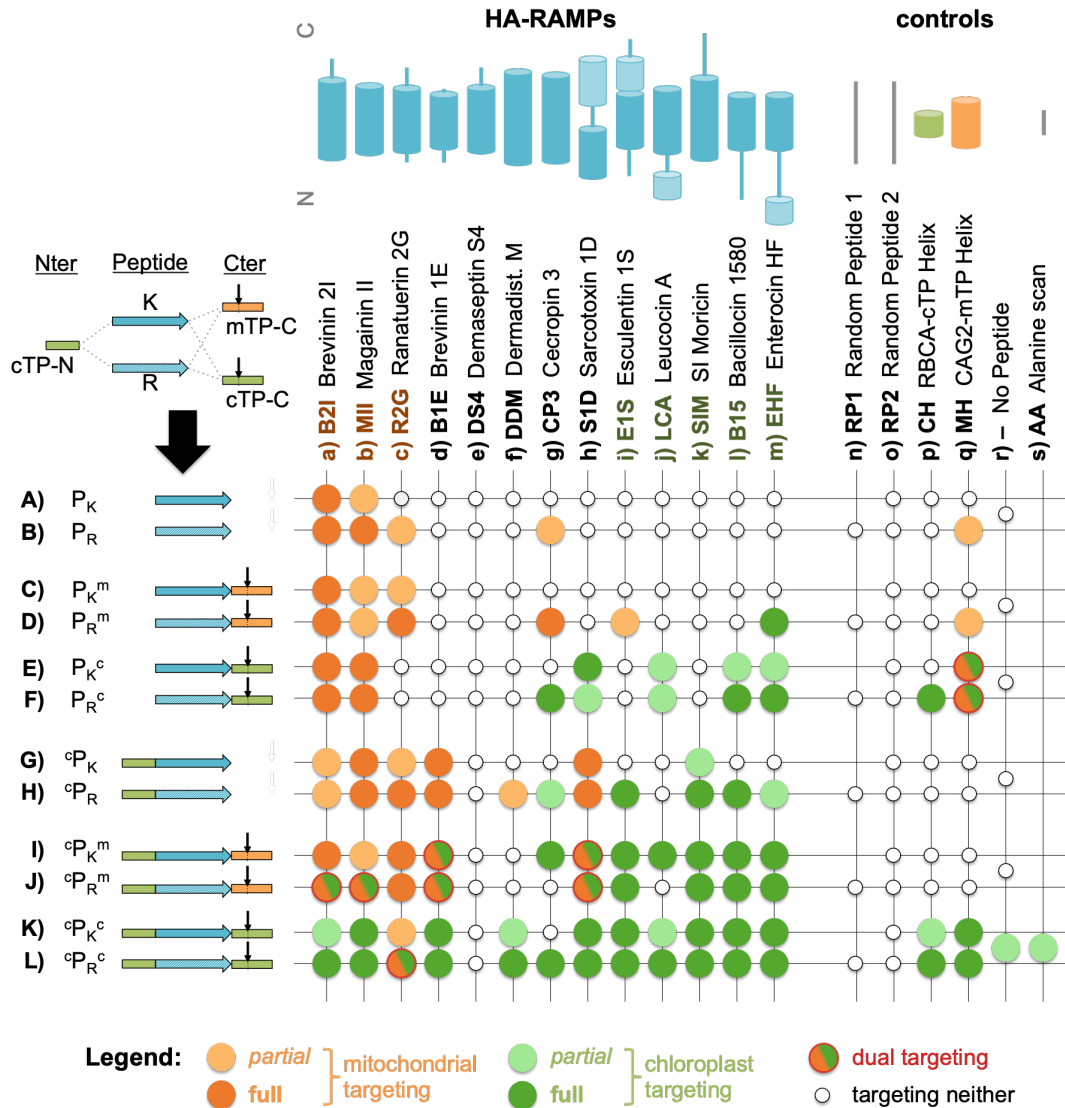 HA-RAMPs
controls
C
N
Nter
Peptide
Cter
K
mTP-C
cTP-N
R
cTP-C
a) B2I Brevinin 2I
b) MII Magainin II
c) R2G Ranatuerin 2G
d) B1E Brevinin 1E
e) DS4 Demaseptin S4
f) DDM Dermadist. M
g) CP3 Cecropin 3
h) S1D Sarcotoxin 1D
i) E1S Esculentin 1S
j) LCA Leucocin A
k) SIM SI Moricin
l) B15 Bacillocin 1580
m) EHF Enterocin HF
n) RP1 Random Peptide 1
o) RP2 Random Peptide 2
p) CH RBCA-cTP Helix
q) MH CAG2-mTP Helix
r) – No Peptide
s) AA Alanine scan
A) PK
B) PR
C) PKm
D) PRm
E) PKc
F) PRc
G) cPK
H) cPR
I) cPKm
J) cPRm
K) cPKc
L) cPRc
Legend:
partial
full
mitochondrial
targeting
partial
full
chloroplast
targeting
dual targeting
targeting neither